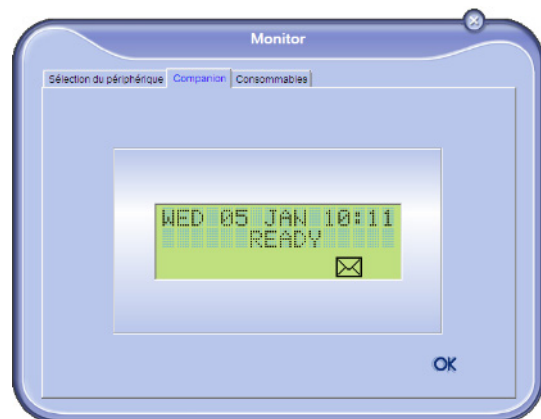 Monitor
Sélection du périphérique Companion Consommables
WED 05 JAN 10:11
READY
OK